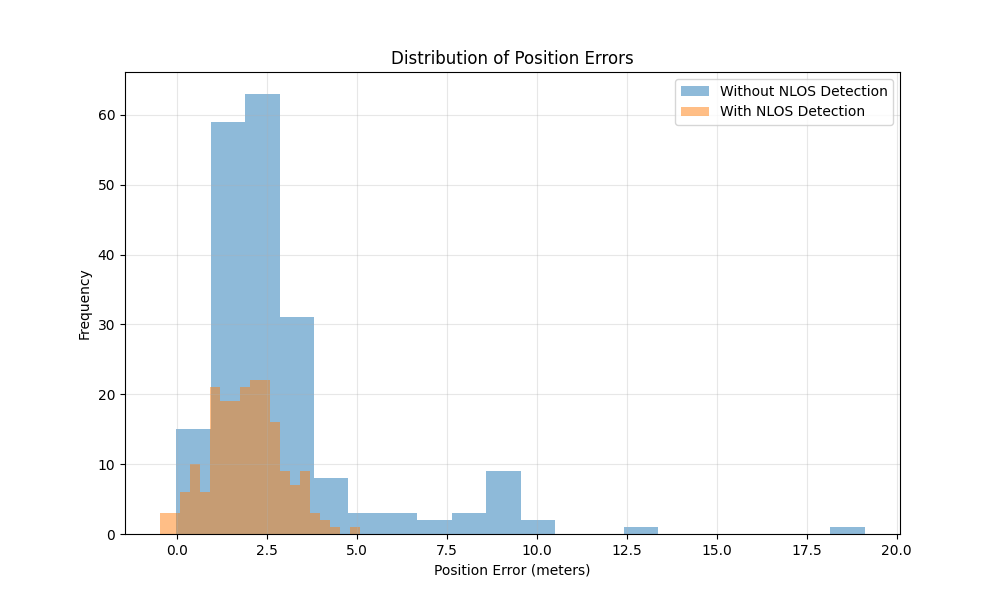 Distribution of Position Errors
Without NLOS Detection
With NLOS Detection
Frequency
60
50
40
30
20
10
0
0.0 2.5 5.0 7.5 10.0 12.5 15.0 17.5 20.0
Position Error (meters)